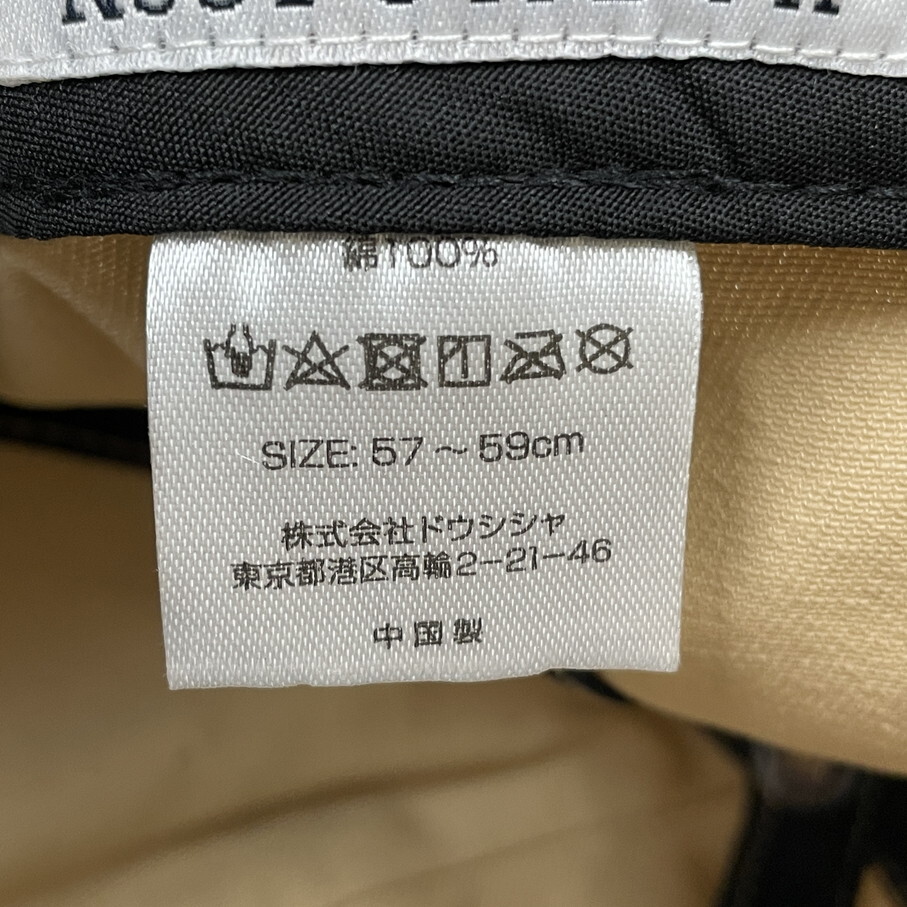 綿100%
SIZE: 57～59cm
株式会社ドウシシャ
東京都港区高輪2-21-46
中国製